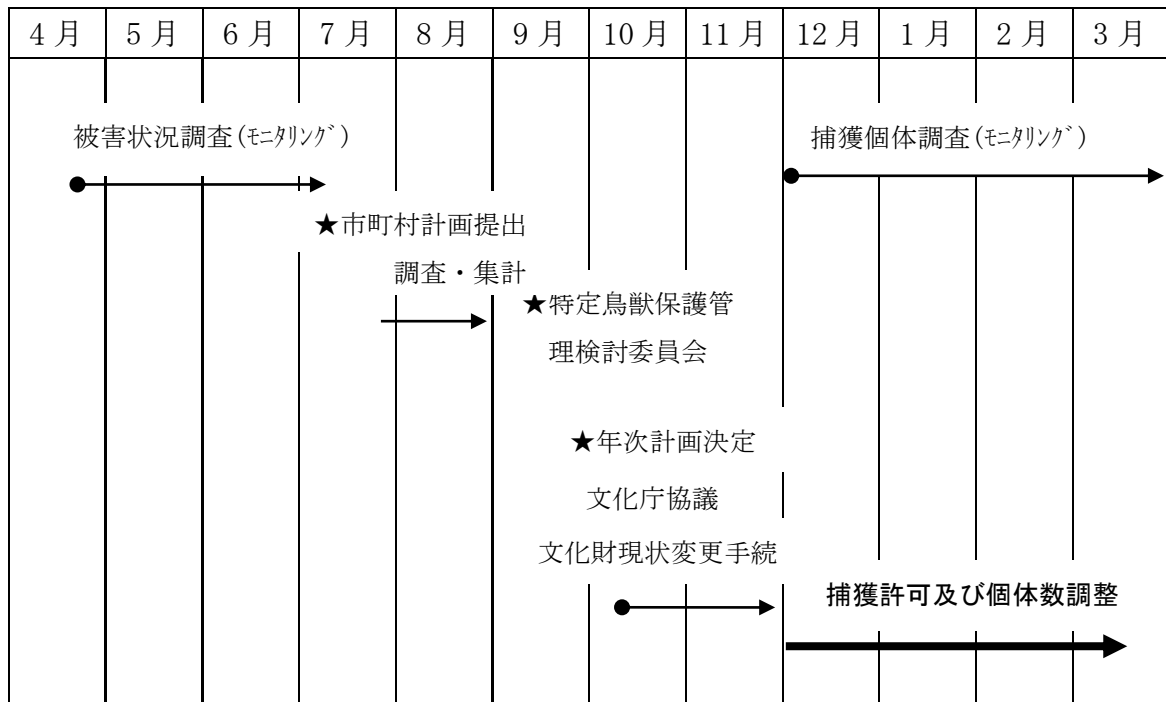 4月 5月 6月 7月 8月 9月 10月 11月 12月 1月 2月 3月
被害状況調査(ﾓﾆﾀﾘﾝｸﾞ)
捕獲個体調査(ﾓﾆﾀﾘﾝｸﾞ)
★市町村計画提出
調査・集計
★特定鳥獣保護管
理検討委員会
★年次計画決定
文化庁協議
文化財現状変更手続
捕獲許可及び個体数調整